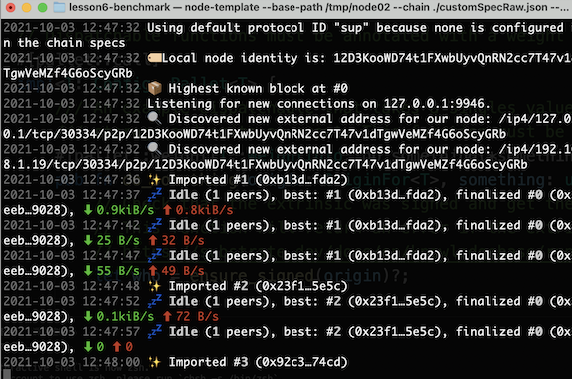 lesson6-benchmark — node-template --base-path /tmp/node02 --chain ./customSpecRaw.json --
2021-10-03 12:47:32 Using default protocol ID "sup" because none is configured
n the chain specs
2021-10-03 12:47:32 🏷Local node identity is: 12D3KooWD74t1FXwbUyvQnRN2cc7T47v1
TgwVeMZf4G6oScyGRb
2021-10-03 12:47:32 📦 Highest known block at #0
2021-10-03 12:47:32 Listening for new connections on 127.0.0.1:9946.
2021-10-03 12:47:32 🔍 Discovered new external address for our node: /ip4/127.0
0.1/tcp/30334/p2p/12D3KooWD74t1FXwbUyvQnRN2cc7T47v1dTgwVeMZf4G6oScyGRb
2021-10-03 12:47:32 🔍 Discovered new external address for our node: /ip4/192.16
8.1.19/tcp/30334/p2p/12D3KooWD74t1FXwbUyvQnRN2cc7T47v1dTgwVeMZf4G6oScyGRb
2021-10-03 12:47:36 ✨ Imported #1 (0xb13d…fda2)
2021-10-03 12:47:37 💤 Idle (1 peers), best: #1 (0xb13d…fda2), finalized #0 (0x
eeb…9028), ⬇ 0.9kiB/s ⬆ 0.8kiB/s
2021-10-03 12:47:42 💤 Idle (1 peers), best: #1 (0xb13d…fda2), finalized #0 (0x
eeb…9028), ⬇ 25 B/s ⬆ 32 B/s
2021-10-03 12:47:47 💤 Idle (1 peers), best: #1 (0xb13d…fda2), finalized #0 (0x
eeb…9028), ⬇ 55 B/s ⬆ 49 B/s
2021-10-03 12:47:48 ✨ Imported #2 (0x23f1…5e5c)
2021-10-03 12:47:52 💤 Idle (1 peers), best: #2 (0x23f1…5e5c), finalized #0 (0x
eeb…9028), ⬇ 0.1kiB/s ⬆ 72 B/s
2021-10-03 12:47:57 💤 Idle (1 peers), best: #2 (0x23f1…5e5c), finalized #0 (0x
eeb…9028), ⬇ 0 ⬆ 0
2021-10-03 12:48:00 ✨ Imported #3 (0x92c3…74cd)